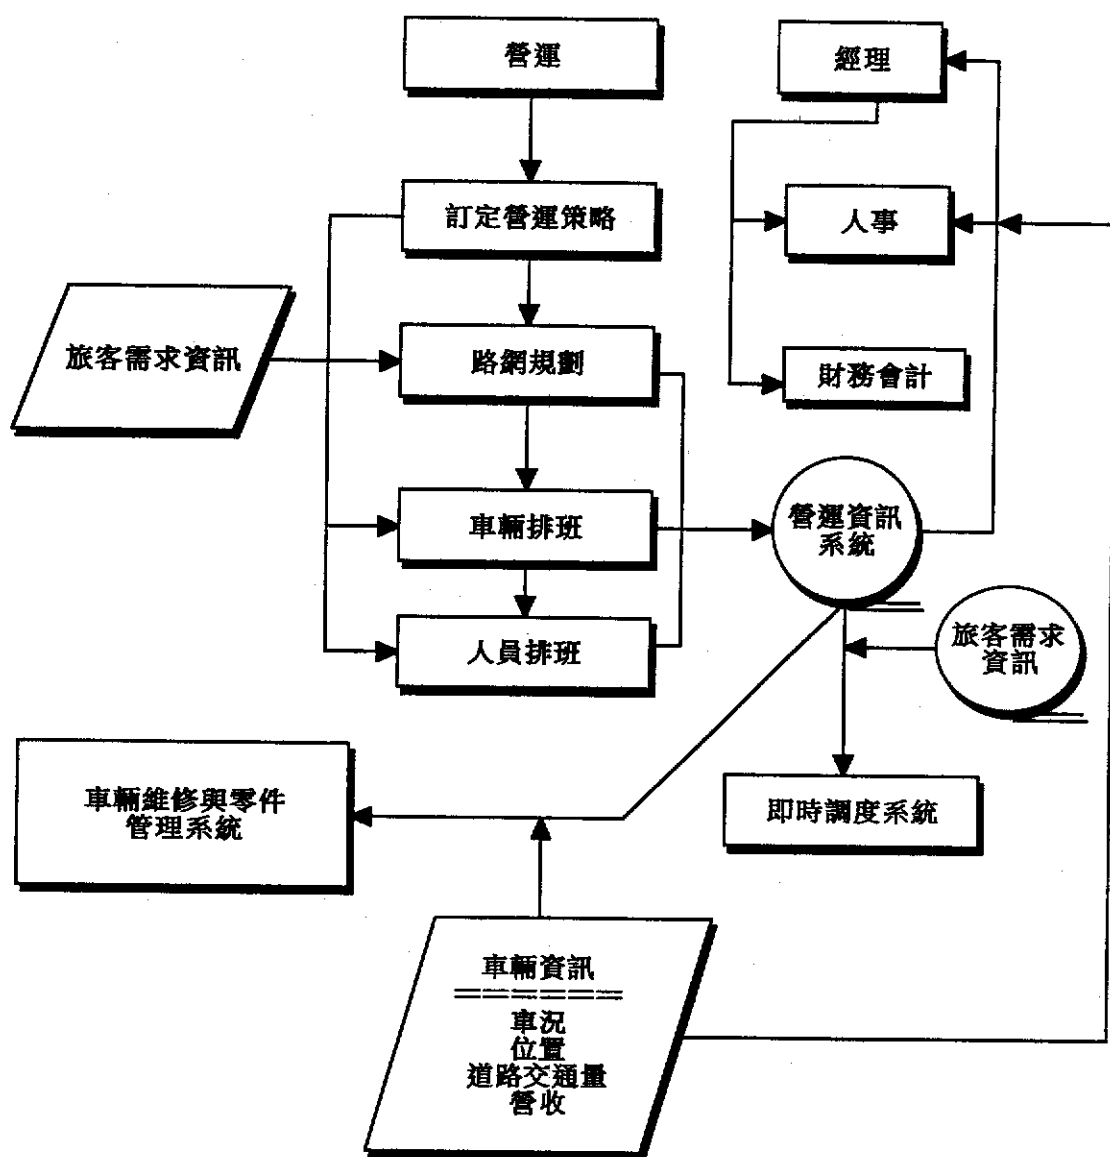 營運
經理
訂定營運策略
人事
旅客需求資訊
路網規劃
財務會計
車輛排班
營運資訊
系統
人員排班
旅客需求
資訊
車輛維修與零件
管理系統
即時調度系統
車輛資訊
車況
位置
道路交通量
營收